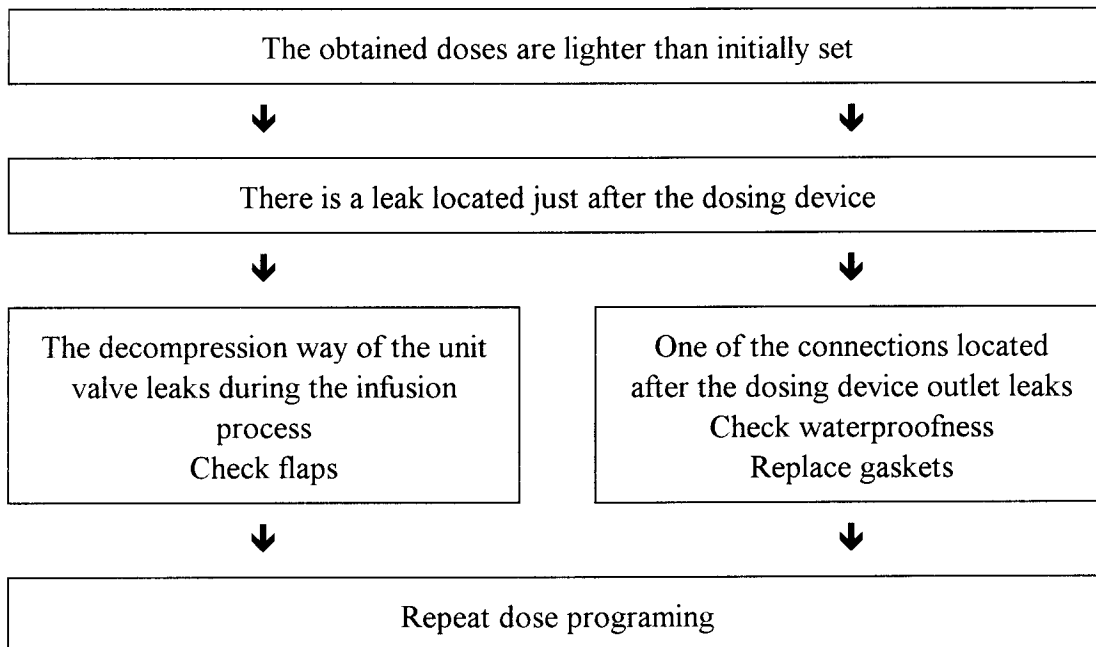 The obtained doses are lighter than initially set
There is a leak located just after the dosing device
The decompression way of the unit
valve leaks during the infusion
process
Check flaps
One of the connections located
after the dosing device outlet leaks
Check waterproofness
Replace gaskets
Repeat dose programing